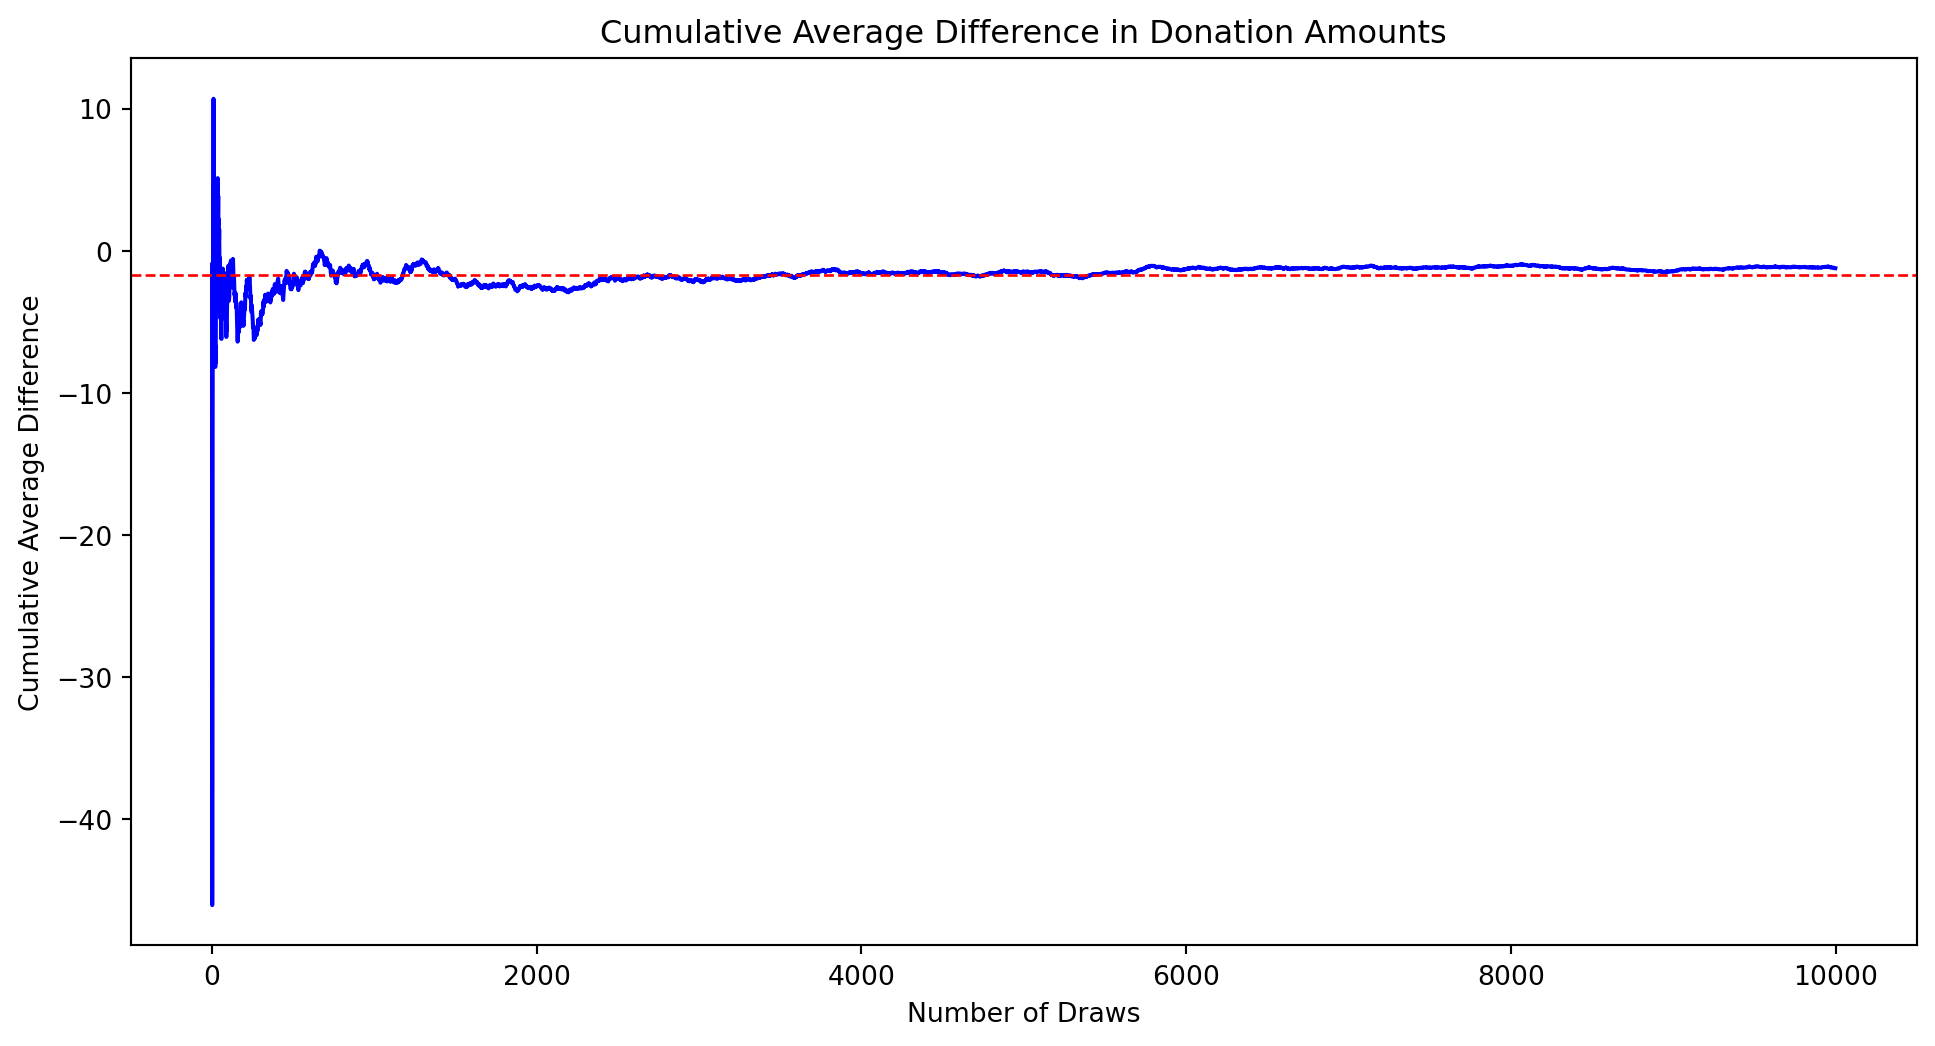 Cumulative Average Difference in Donation Amounts
Cumulative Average Difference
10
0
−10
−20
−30
−40
0 2000 4000 6000 8000 10000
Number of Draws